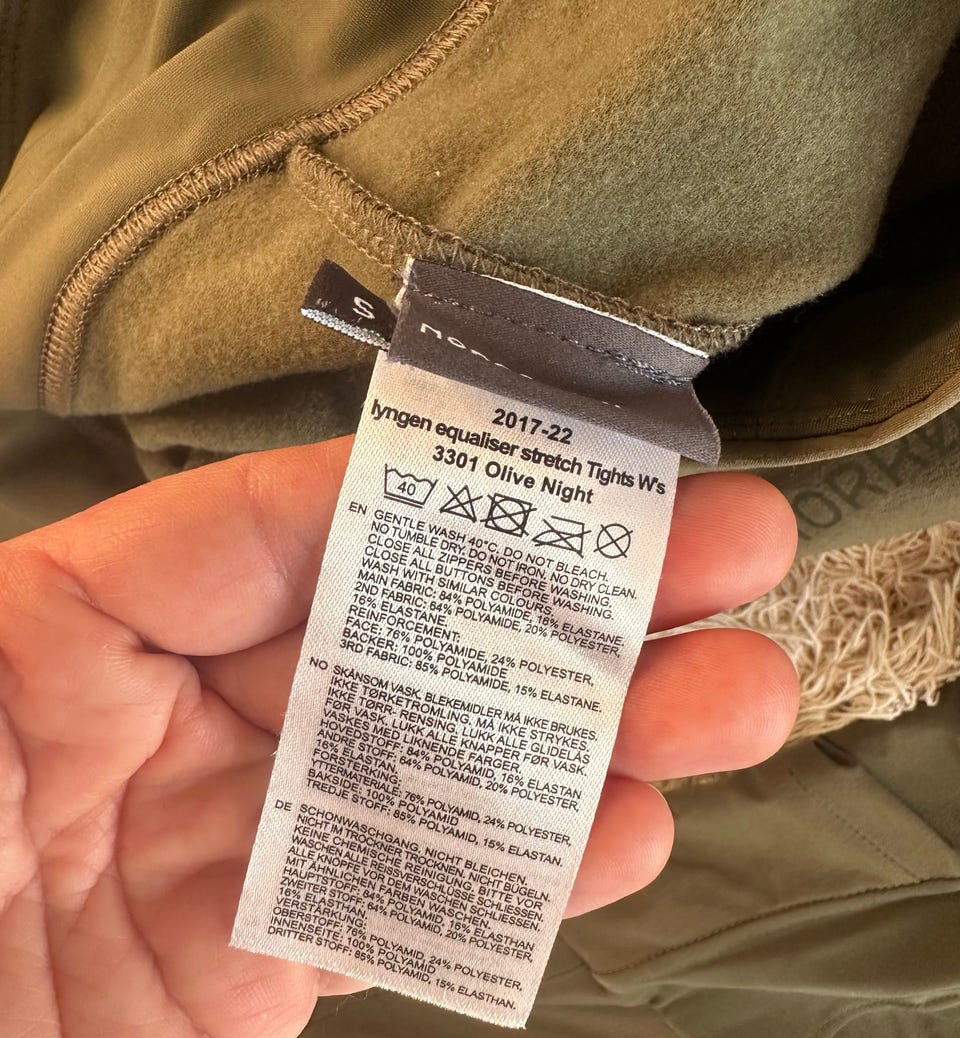 S
2017-22
lyngen equaliser stretch Tights W's
3301 Olive Night
40
EN GENTLE WASH 40°C. DO NOT BLEACH.
NO TUMBLE DRY. DO NOT IRON. NO DRY CLEAN.
CLOSE ALL ZIPPERS BEFORE WASHING.
CLOSE ALL BUTTONS BEFORE WASHING.
WASH WITH SIMILAR COLOURS.
MAIN FABRIC: 84% POLYAMIDE, 16% ELASTANE.
2ND FABRIC: 64% POLYAMIDE, 20% POLYESTER,
16% ELASTANE.
REINFORCEMENT:
FACE: 76% POLYAMIDE, 24% POLYESTER,
BACKER: 100% POLYAMIDE
3RD FABRIC: 85% POLYAMIDE, 15% ELASTANE.
NO SKÅNSOM VASK. BLEKEMIDLER MÅ IKKE BRUKES.
IKKE TØRKETROMLING. MÅ IKKE STRYKES.
IKKE TØRR. RENSING. LUKK ALLE GLIDELÅS
FØR VASK. LUKK ALLE KNAPPER FØR VASK.
VASKES MED LIKNENDE FARGER.
HOVEDSTOFF: 84% POLYAMID, 16% ELASTAN
ANDRE STOFF: 64% POLYAMID, 20% POLYESTER,
16% ELASTAN.
FORSTERKING:
YTTERMATERIALE: 76% POLYAMID, 24% POLYESTER,
BAKSIDE: 100% POLYAMID
TREDJE STOFF: 85% POLYAMID, 15% ELASTAN.
DE SCHONWASCHGANG. NICHT BLEICHEN.
NICHT IM TROCKNER TROCKNEN. NICHT BÜGELN.
KEINE CHEMISCHE REINIGUNG. BITTE VOR
WASCHEN ALLE REISSVERSCHLÜSSE SCHLIESSEN.
ALLE KNÖPFE VOR DEM WASCHEN SCHLIESSEN.
MIT ÄHNLICHEN FARBEN WASCHEN.
HAUPTSTOFF: 84% POLYAMID, 16% ELASTHAN
ZWEITER STOFF: 64% POLYAMID, 20% POLYESTER,
16% ELASTHAN.
VERSTÄRKUNG:
OBERSTOFF: 76% POLYAMID, 24% POLYESTER,
INNENSEITE: 100% POLYAMID
DRITTER STOFF: 85% POLYAMID, 15% ELASTHAN.